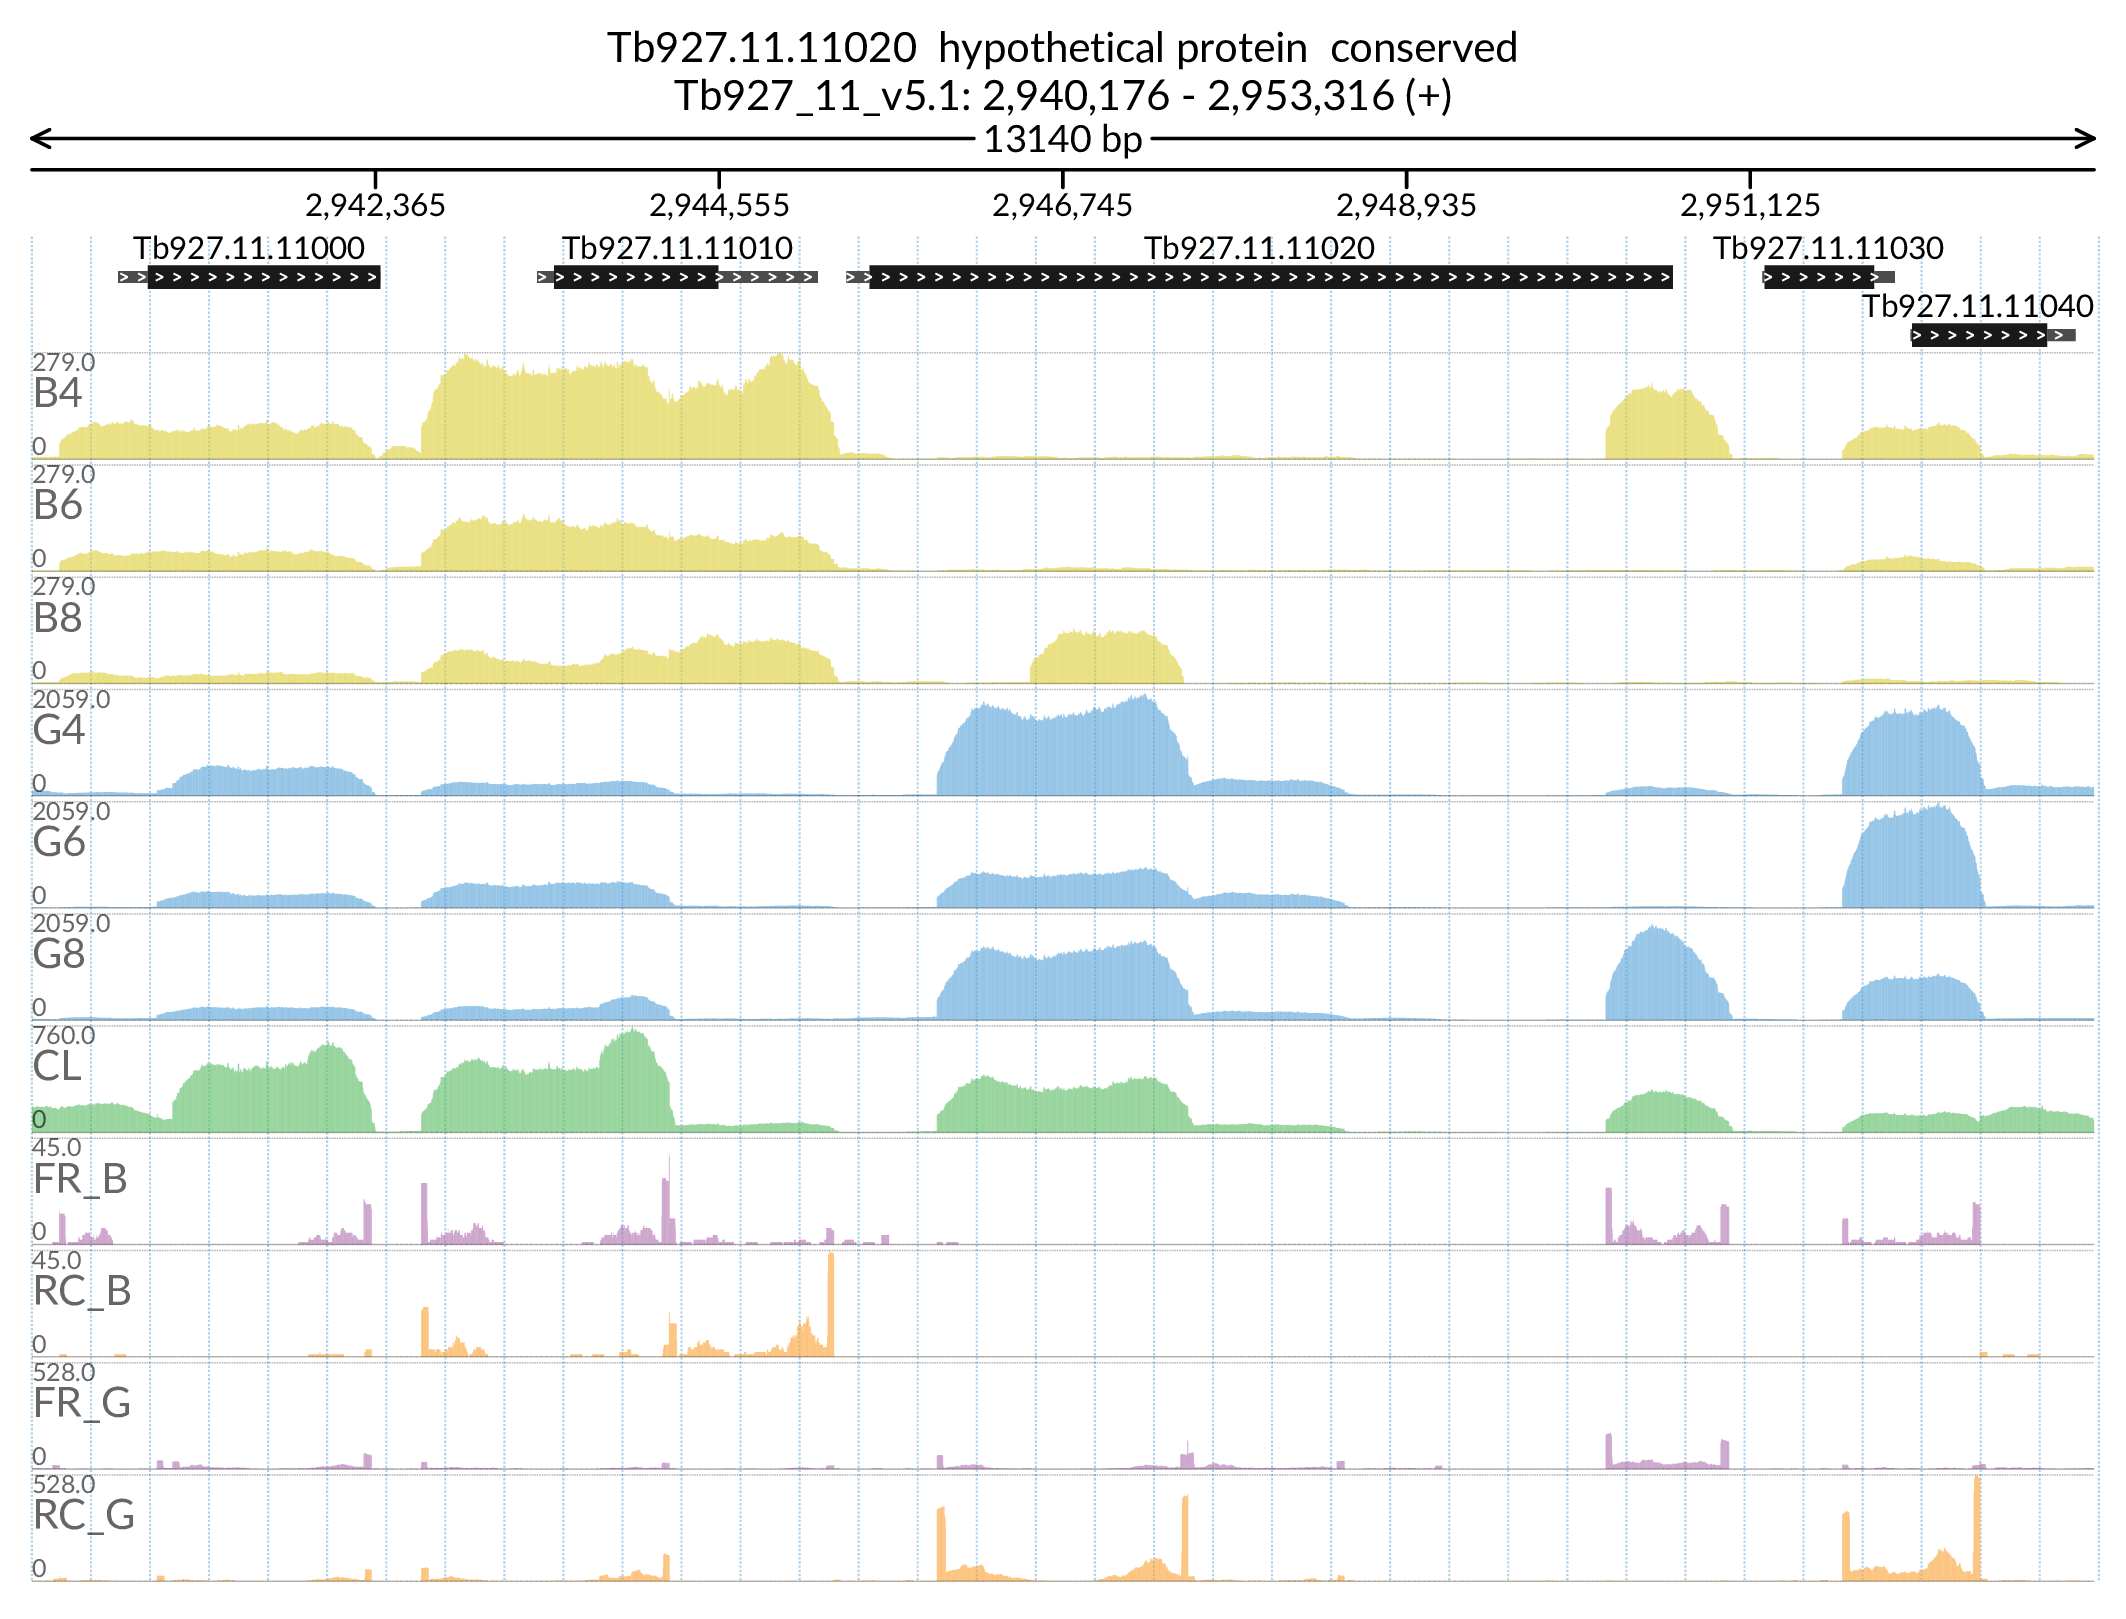 Tb927.11.11020 hypothetical protein conserved
Tb927_11_v5.1: 2,940,176 - 2,953,316 (+)
13140 bp
2,942,365 2,944,555 2,946,745 2,948,935 2,951,125
Tb927.11.11000 Tb927.11.11010 Tb927.11.11020 Tb927.11.11030
Tb927.11.11040
279.0
B4
0
279.0
B6
0
279.0
B8
0
2059.0
G4
0
2059.0
G6
0
2059.0
G8
0
760.0
CL
0
45.0
FR_B
0
45.0
RC_B
0
528.0
FR_G
0
528.0
RC_G
0